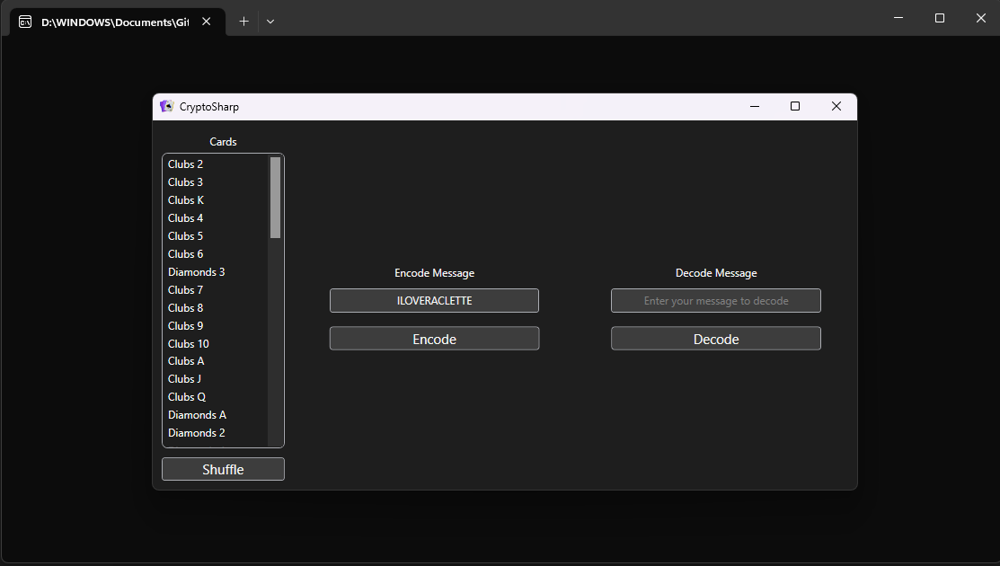 D:\WINDOWS\Documents\Git
CryptoSharp
Cards
Clubs 2
Clubs 3
Clubs K
Clubs 4
Clubs 5
Clubs 6
Diamonds 3
Clubs 7
Clubs 8
Clubs 9
Clubs 10
Clubs A
Clubs J
Clubs Q
Diamonds A
Diamonds 2
Shuffle
Encode Message
ILOVERACLETTE
Encode
Decode Message
Enter your message to decode
Decode